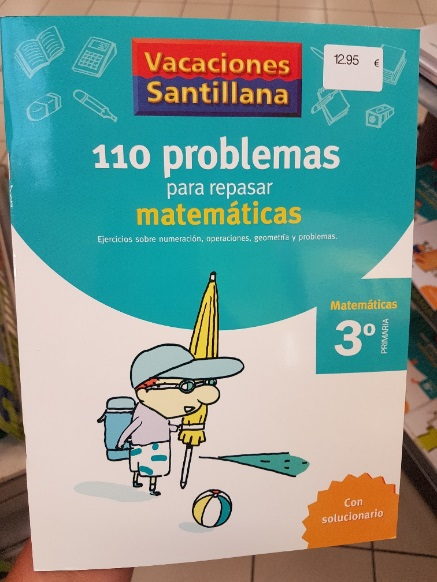 Vacaciones
Santillana
12.95 €
110 problemas
para repasar
matemáticas
Ejercicios sobre numeración, operaciones, geometría y problemas.
Matemáticas
3º
PRIMARIA
Con
solucionario